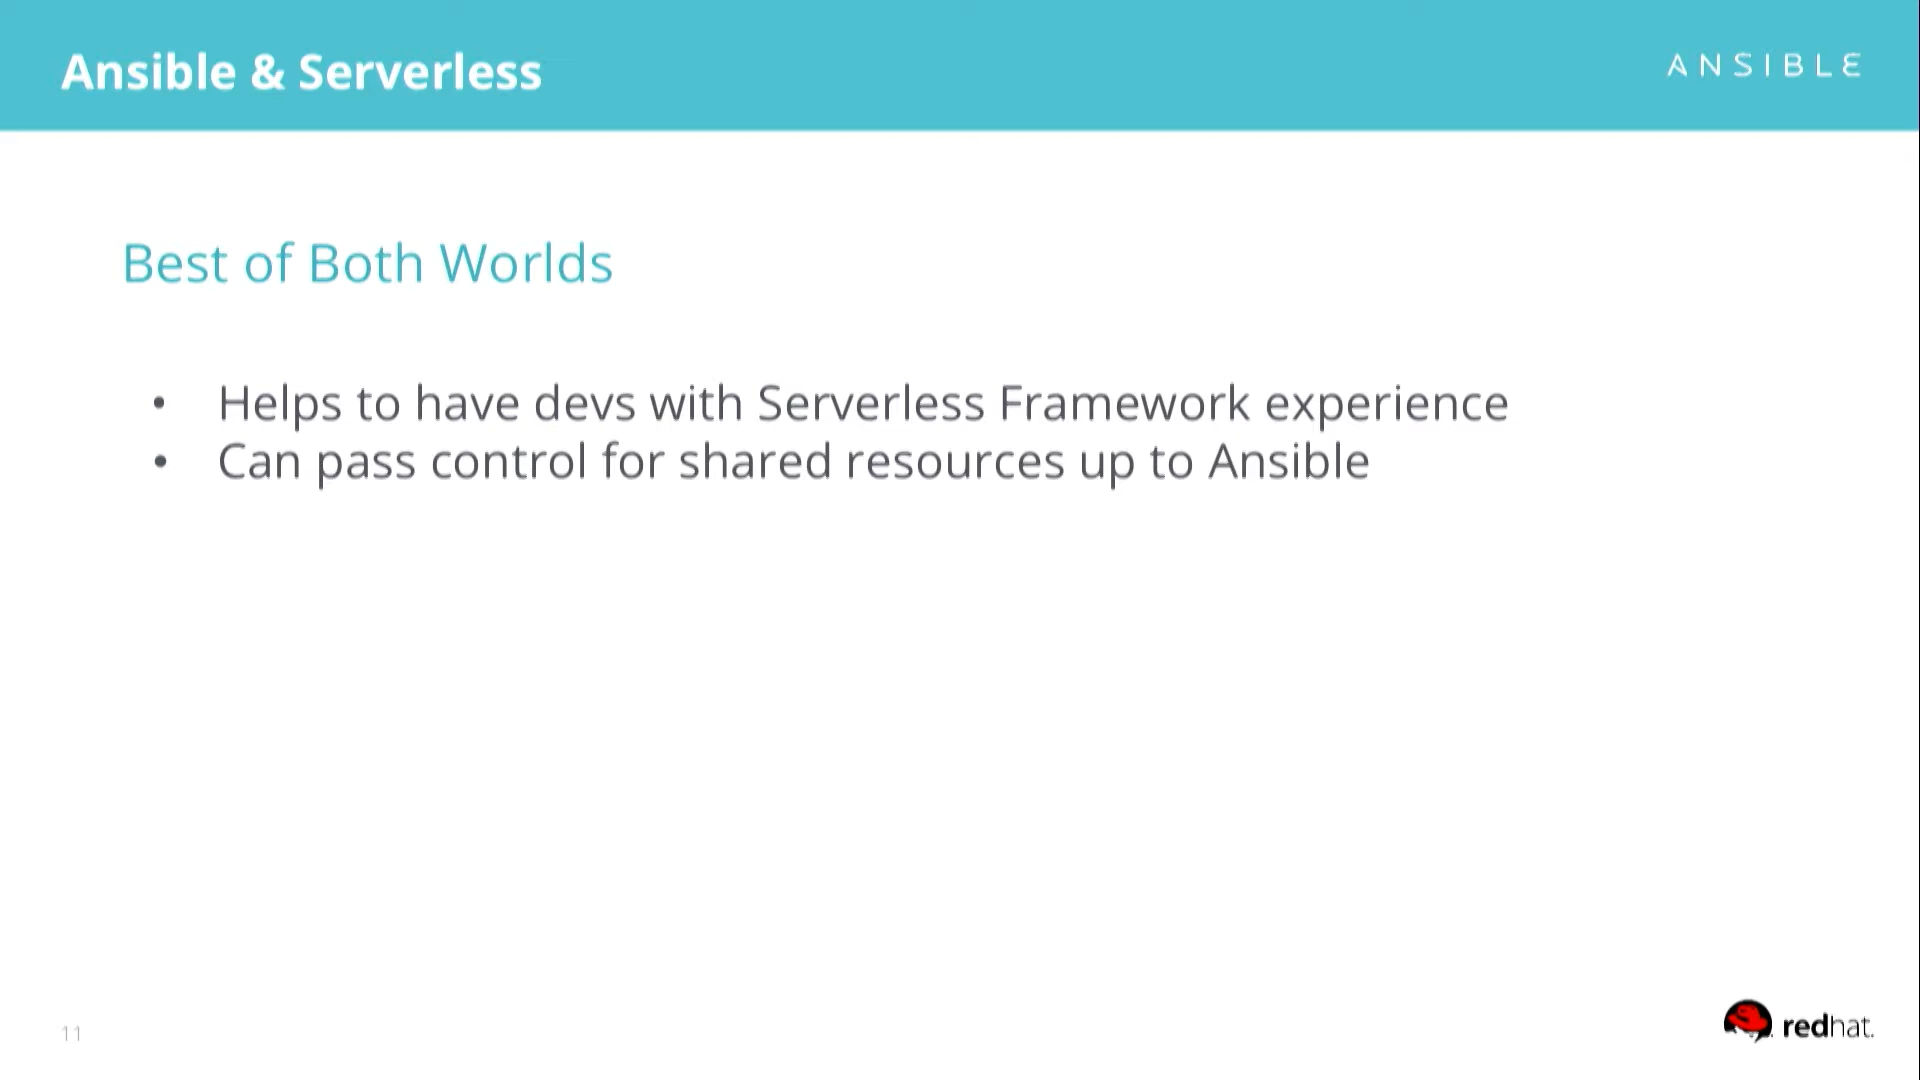 Ansible & Serverless
ANSIBLE
Best of Both Worlds
• Helps to have devs with Serverless Framework experience
• Can pass control for shared resources up to Ansible
11
redhat.